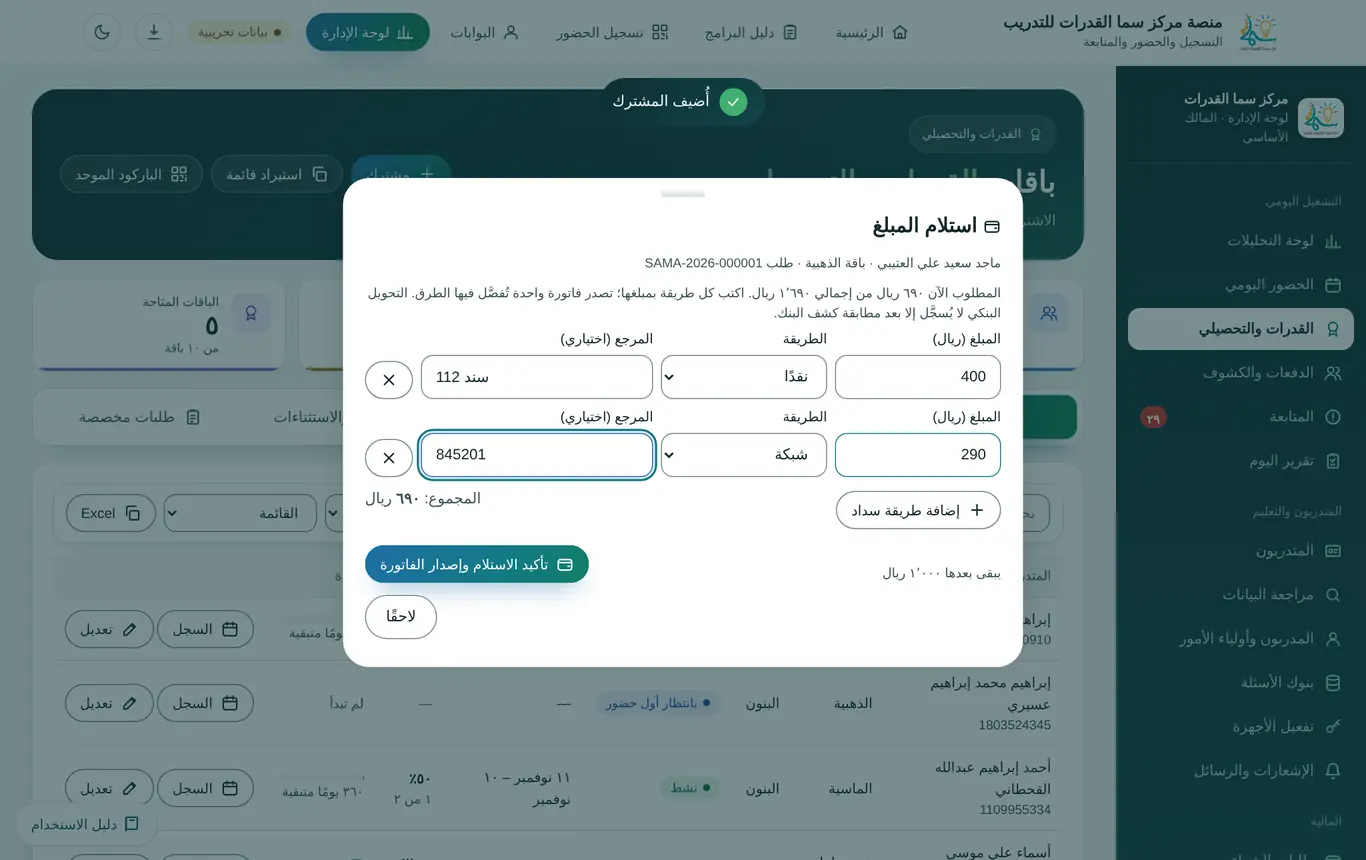 منصة مركز سما القدرات للتدريب
التسجيل والحضور والمتابعة
الرئيسية
دليل البرامج
تسجيل الحضور
البوابات
لوحة الإدارة
بيانات تجريبية
مركز سما القدرات
لوحة الإدارة · المالك
الأساسي
التشغيل اليومي
لوحة التحليلات
الحضور اليومي
القدرات والتحصيلي
الدفعات والكشوف
المتابعة
٢٩
تقرير اليوم
المتدربون والتعليم
المتدربون
مراجعة البيانات
المدربون وأولياء الأمور
بنوك الأسئلة
تفعيل الأجهزة
الإشعارات والرسائل
المالية
أُضيف المشترك
القدرات والتحصيلي
مشترك
استيراد قائمة
الباركود الموحد
الباقات المتاحة
٥
من ١٠ باقة
والاستثناءات
طلبات مخصصة
القائمة
Excel
استلام المبلغ
ماجد سعيد علي العتيبي · باقة الذهبية · طلب SAMA-2026-000001
المطلوب الآن ٦٩٠ ريال من إجمالي ١٬٦٩٠ ريال. اكتب كل طريقة بمبلغها؛ تصدر فاتورة واحدة تُفصَّل فيها الطرق. التحويل
البنكي لا يُسجَّل إلا بعد مطابقة كشف البنك.
المبلغ (ريال)
الطريقة
المرجع (اختياري)
400
نقدًا
سند 112
المبلغ (ريال)
الطريقة
المرجع (اختياري)
290
شبكة
845201
إضافة طريقة سداد
المجموع: ٦٩٠ ريال
يبقى بعدها ١٬٠٠٠ ريال
تأكيد الاستلام وإصدار الفاتورة
لاحقًا
السجل
تعديل
إبراهيم محمد إبراهيم
عسيري
1803524345
الذهبية
البنون
بانتظار أول حضور
—
—
لم تبدأ
السجل
تعديل
أحمد إبراهيم عبدالله
القحطاني
1109955334
الماسية
البنون
نشط
١١ نوفمبر – ١٠
نوفمبر
٥٠٪
١ من ٢
٣٦٠ يومًا متبقية
السجل
تعديل
أسماء علي موسى
دليل الاستخدام